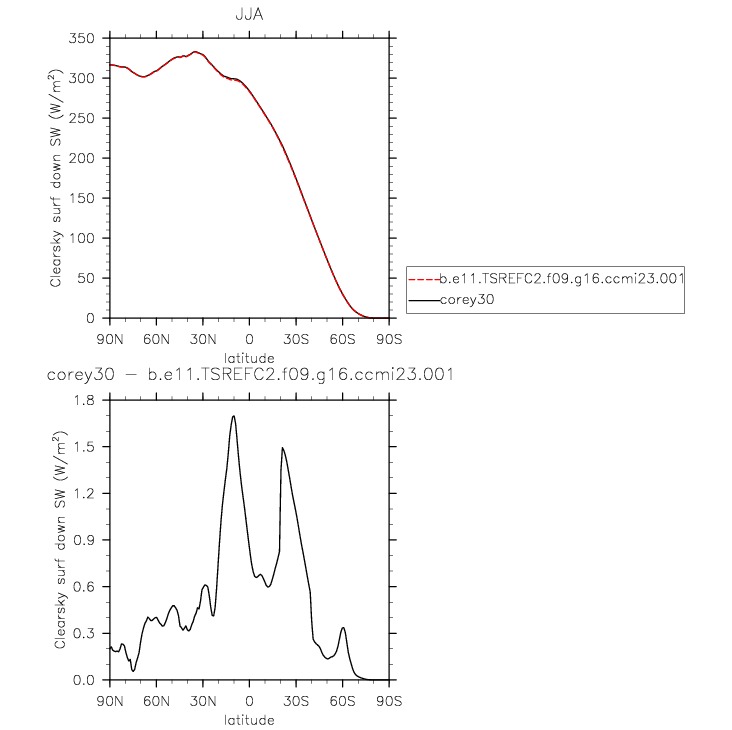 JJA
350
300
250
200
150
100
50
0
Clearsky surf down SW (W/m²)
90N 60N 30N 0 30S 60S 90S
latitude
b.e11.TSREFC2.f09.g16.ccmi23.001
corey30
corey30 − b.e11.TSREFC2.f09.g16.ccmi23.001
1.8
1.5
1.2
0.9
0.6
0.3
0.0
Clearsky surf down SW (W/m²)
90N 60N 30N 0 30S 60S 90S
latitude